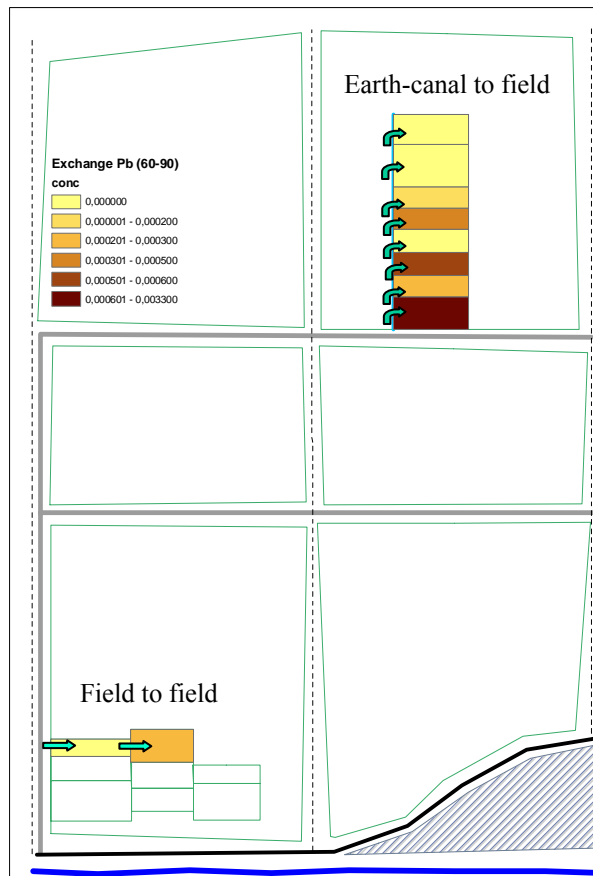 Earth-canal to field
Exchange Pb (60-90)
conc
0,000000
0,000001 - 0,000200
0,000201 - 0,000300
0,000301 - 0,000500
0,000501 - 0,000600
0,000601 - 0,003300
Field to field